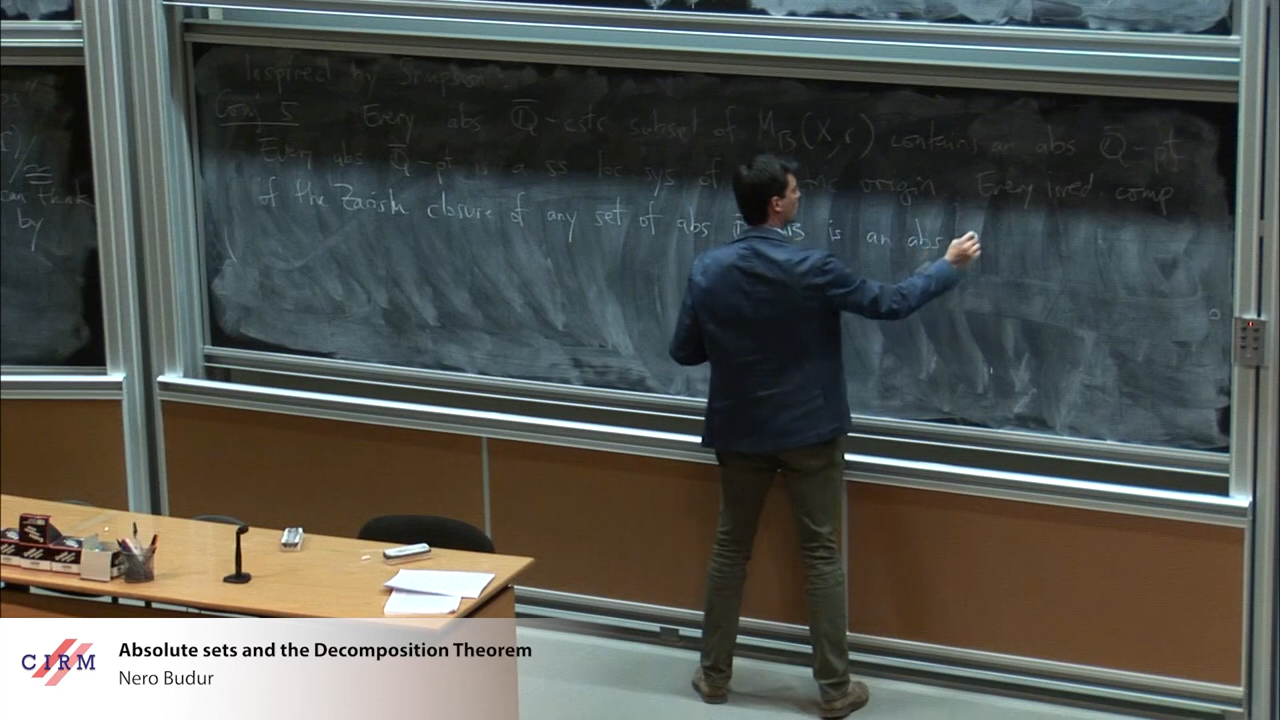 Inspired by Simpson:
Conj 5 Every abs Q̄-cstr subset of M_B(X,r) contains an abs Q̄-pt.
Every abs Q̄-pt is a ss loc sys of origin. Every irred comp
of the Zariski closure of any set of abs is an abs
can think
by
CIRM
Absolute sets and the Decomposition Theorem
Nero Budur